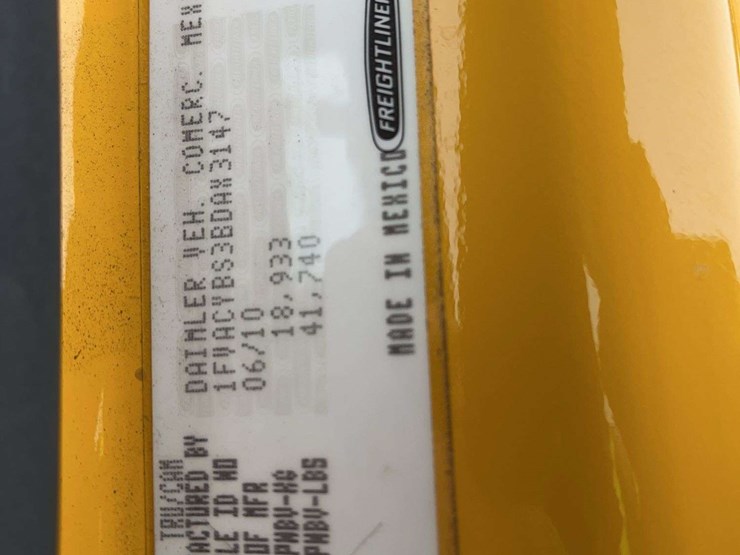 TRU/CAM
ACTURED BY DAIMLER VEH. COMERC. MEX
LE ID NO 1FVACYBS3BDAX3147
OF MFR 06/10
PNBV-KG 18,933
PNBV-LBS 41,740
MADE IN MEXICO FREIGHTLINER